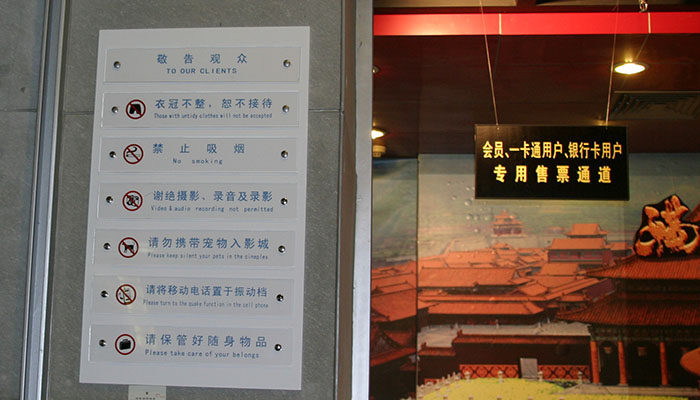 敬告观众
TO OUR CLIENTS
衣冠不整、恕不接待
Those with untidy clothes will not be accepted
禁止吸烟
No smoking
谢绝摄影、录音及录影
Video & audio recording not permitted
请勿携带宠物入影城
Please keep silent your pets in the cineplex
请将移动电话置于振动档
Please turn to the quake function in the cell phone
请保管好随身物品
Please take care of your belongs
会员、一卡通用户、银行卡用户
专用售票通道